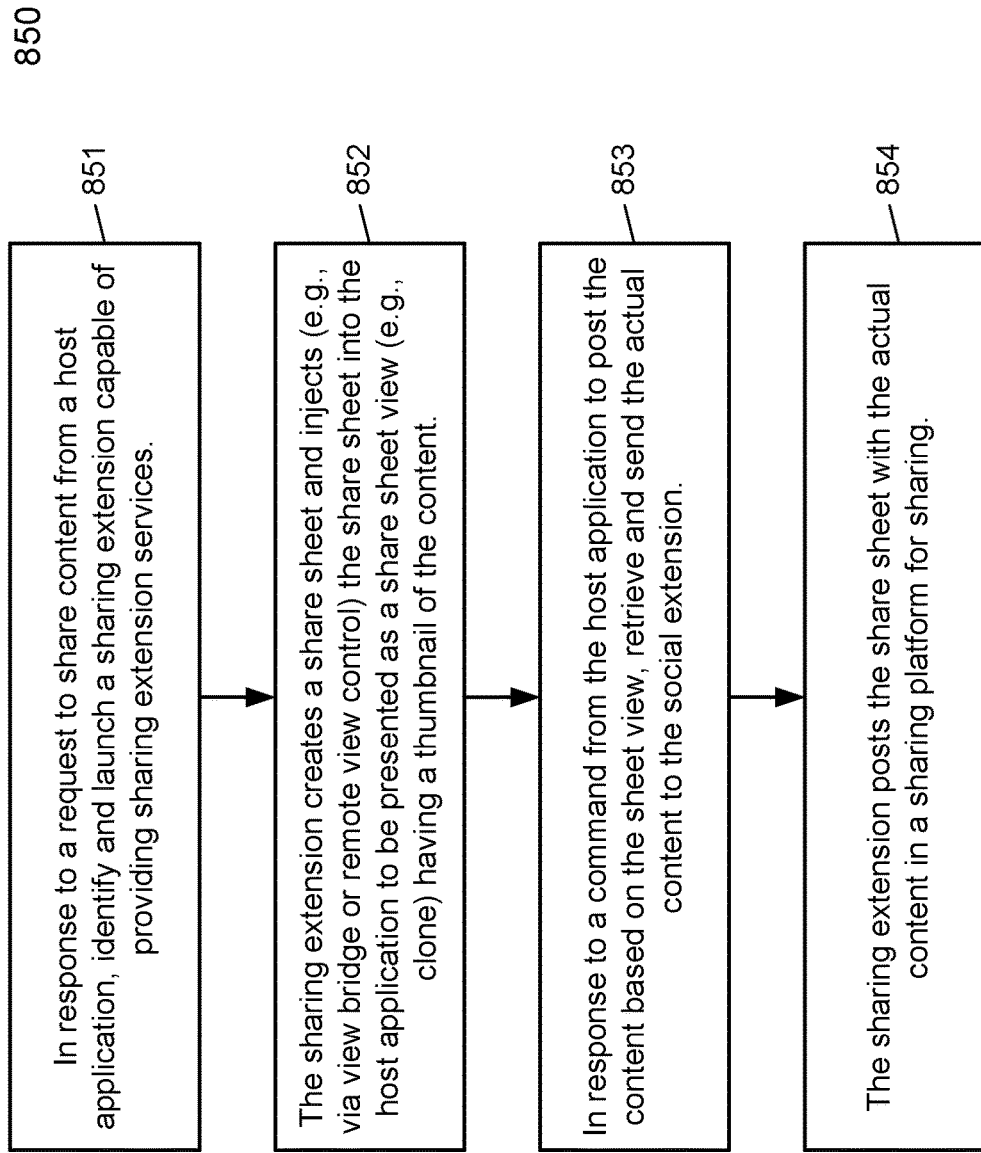 850
In response to a request to share content from a host
application, identify and launch a sharing extension capable of
providing sharing extension services.
851
The sharing extension creates a share sheet and injects (e.g.,
via view bridge or remote view control) the share sheet into the
host application to be presented as a share sheet view (e.g.,
clone) having a thumbnail of the content.
852
In response to a command from the host application to post the
content based on the sheet view, retrieve and send the actual
content to the social extension.
853
The sharing extension posts the share sheet with the actual
content in a sharing platform for sharing.
854